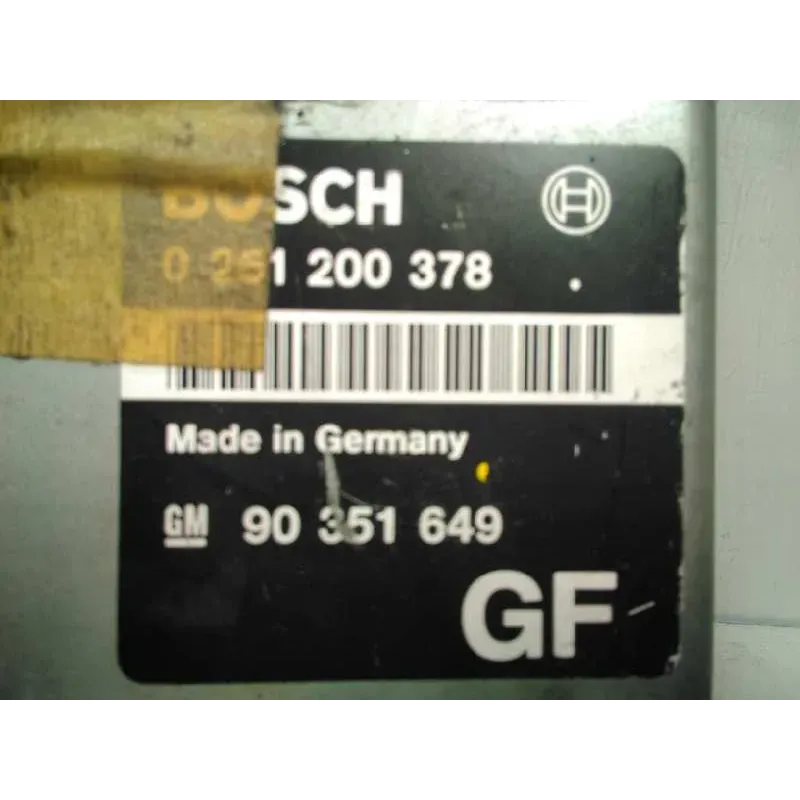 BOSCH
0 261 200 378
Made in Germany
GM 90 351 649
GF